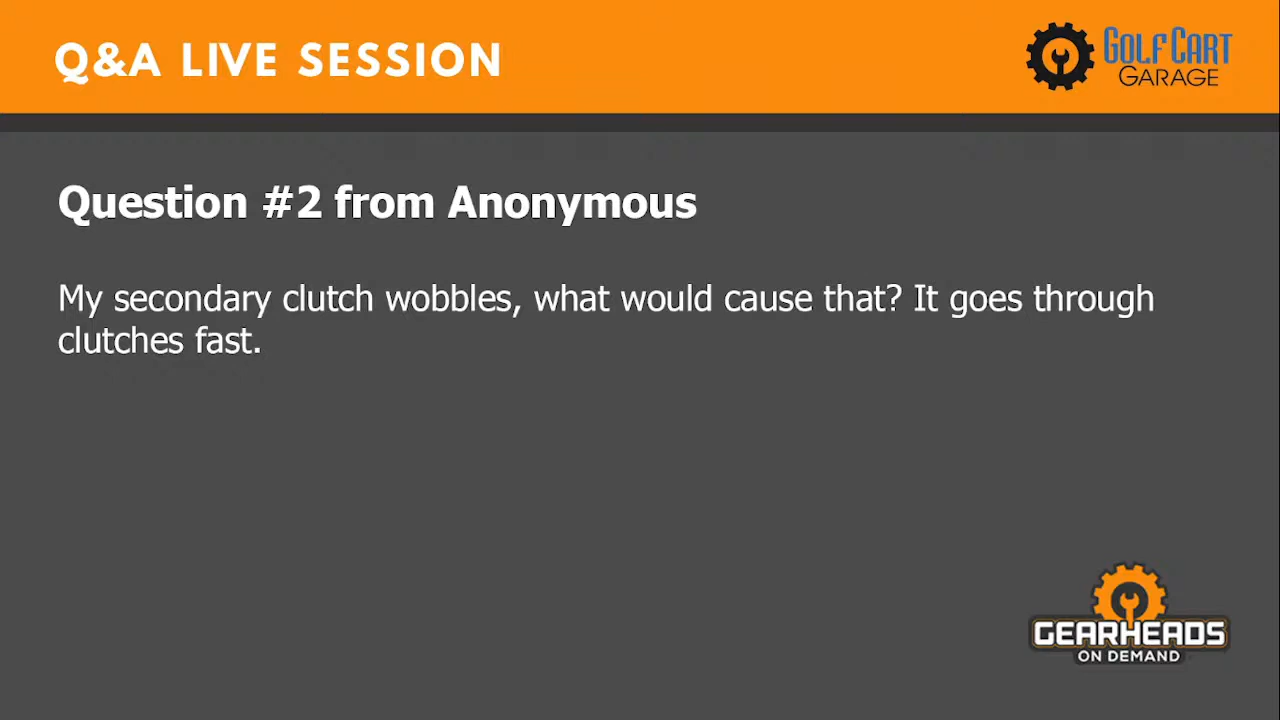 Q&A LIVE SESSION
GOLF CART
GARAGE
Question #2 from Anonymous
My secondary clutch wobbles, what would cause that? It goes through
clutches fast.
GEARHEADS
ON DEMAND